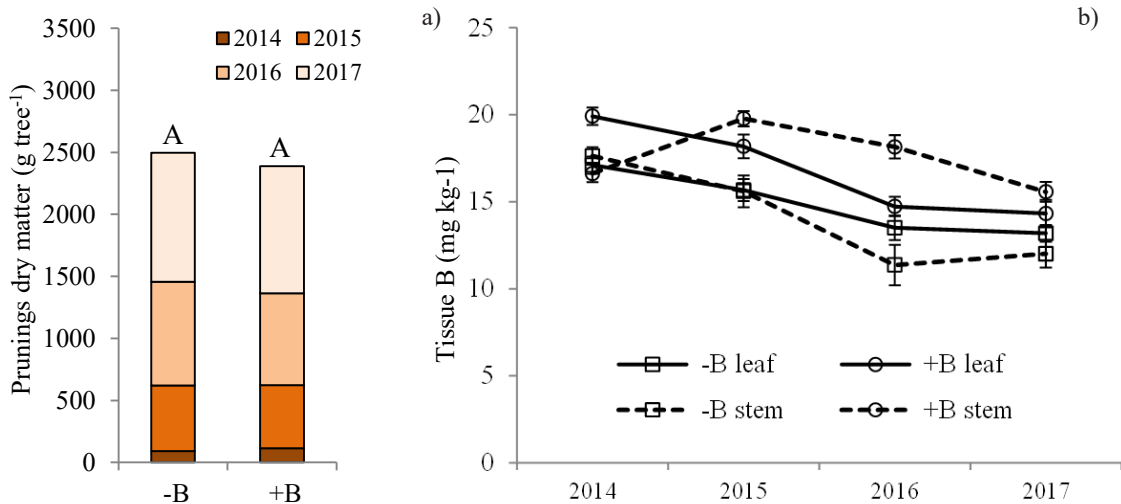 a)
Prunings dry matter (g tree-1)
3500
3000
2500
2000
1500
1000
500
0
2014 2015
2016 2017
A A
-B +B
b)
Tissue B (mg kg-1)
25
20
15
10
5
0
-B leaf +B leaf
-B stem +B stem
2014 2015 2016 2017